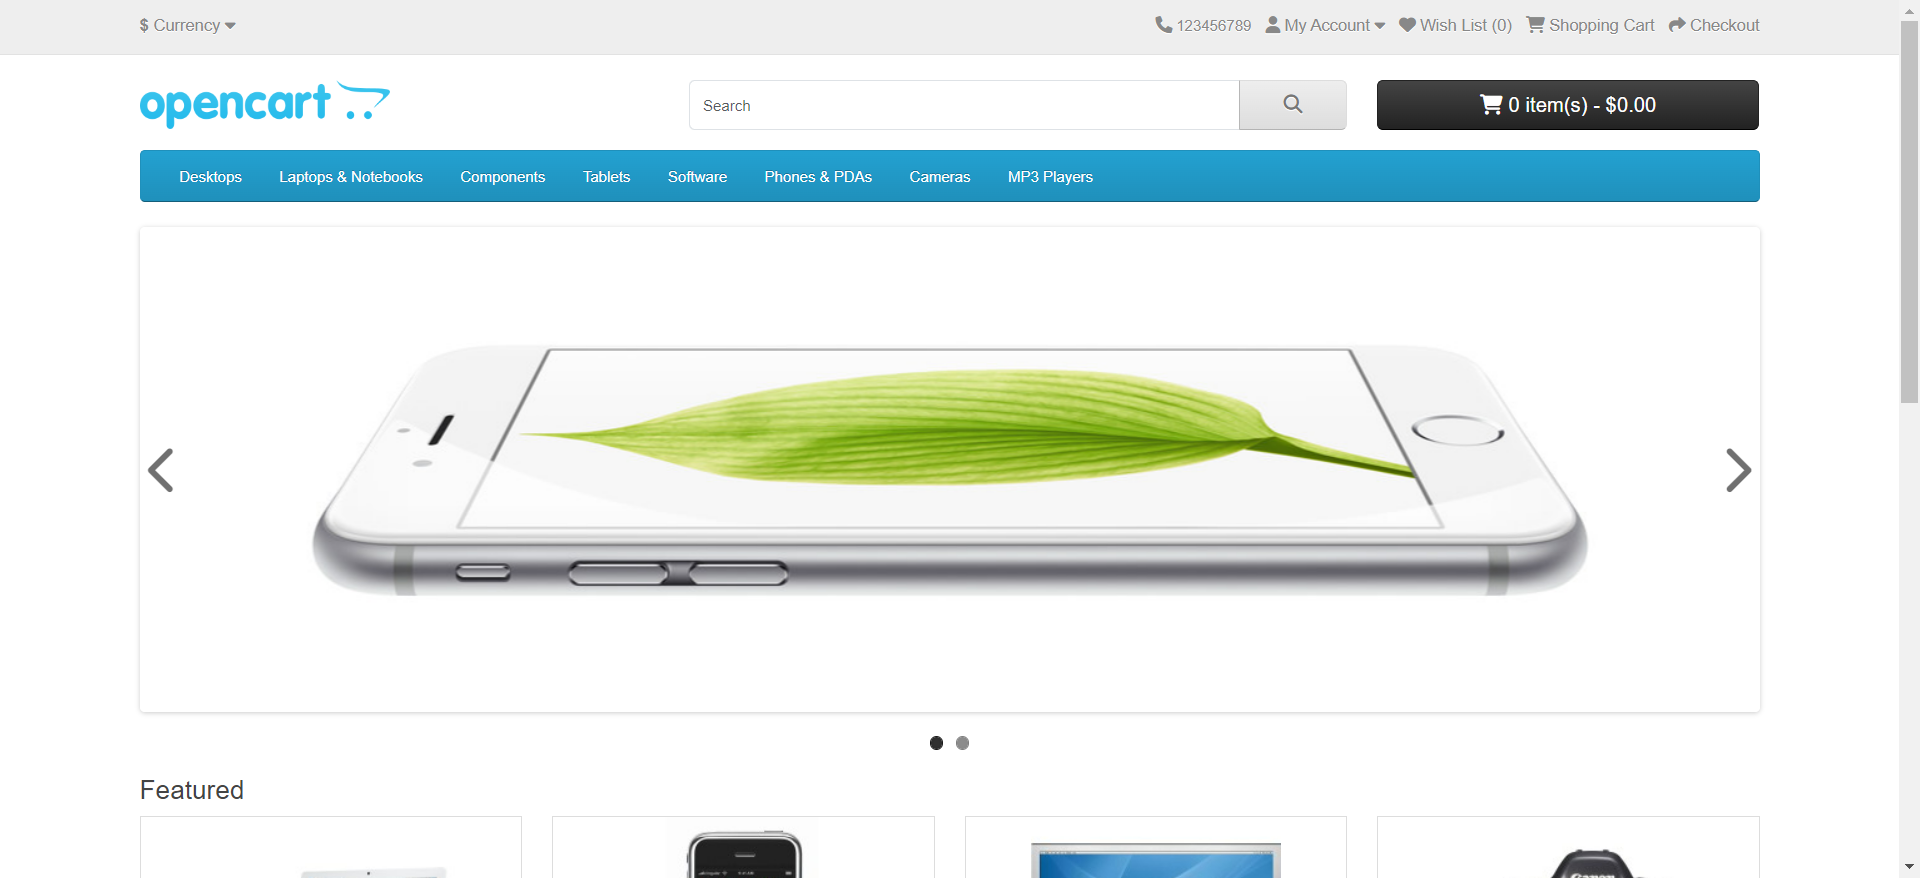 $ Currency 123456789 My Account Wish List (0) Shopping Cart Checkout
opencart Search 0 item(s) - $0.00
Desktops Laptops & Notebooks Components Tablets Software Phones & PDAs Cameras MP3 Players
Featured
Canon